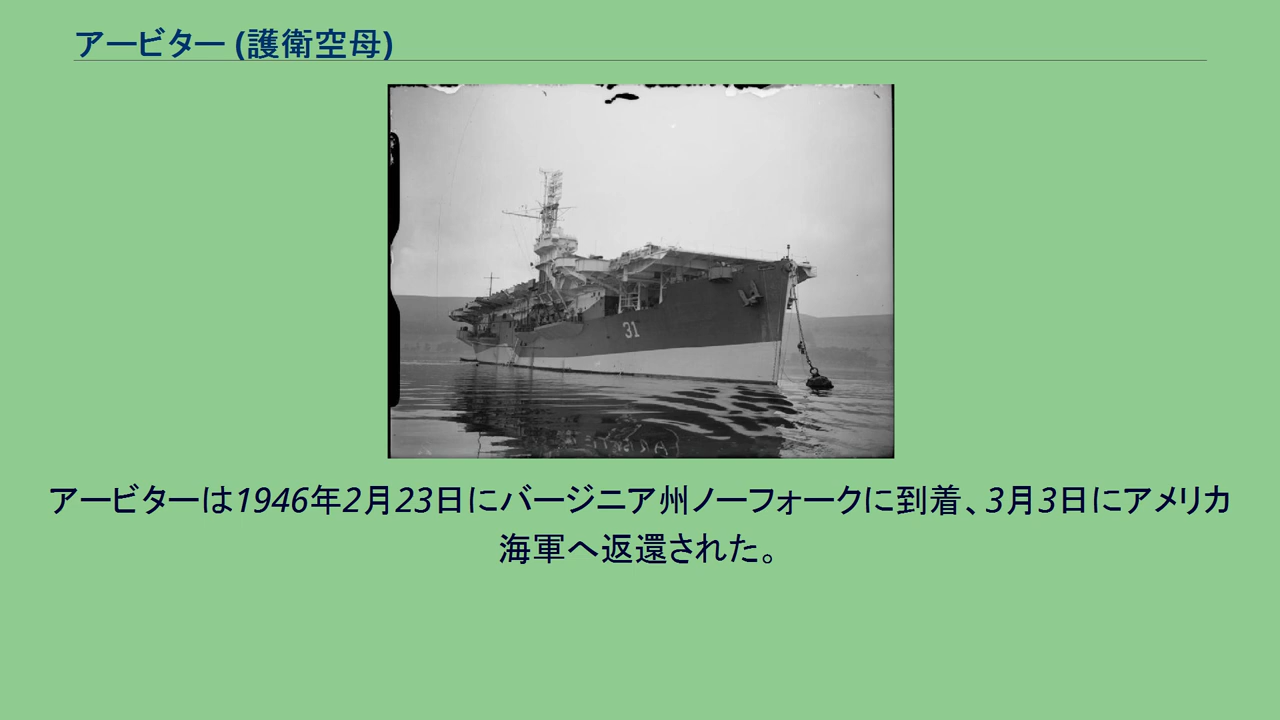 アービター (護衛空母)
31
アービターは1946年2月23日にバージニア州ノーフォークに到着、3月3日にアメリカ
海軍へ返還された。